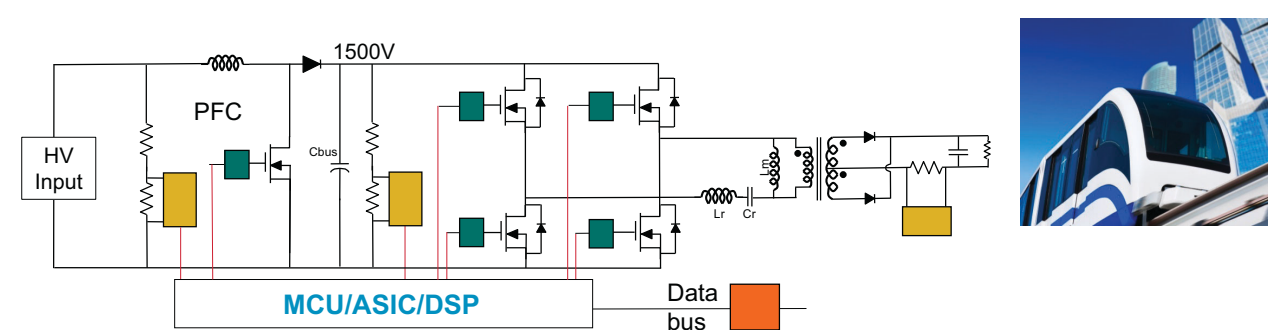 1500V
PFC
HV
Input
Cbus
Lm
Lr
Cr
MCU/ASIC/DSP
Data
bus